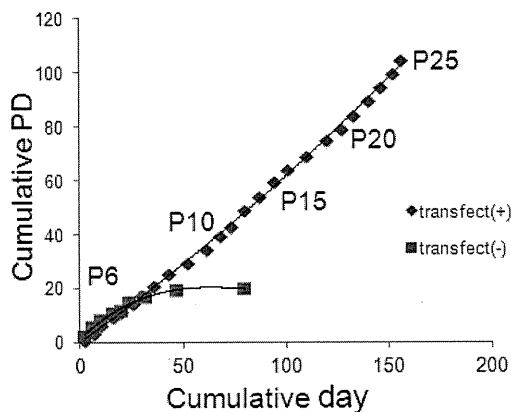 120
100
80
60
40
20
0
Cumulative PD
P6
P10
P15
P20
P25
transfect(+)
transfect(-)
0
50
100
150
200
Cumulative day